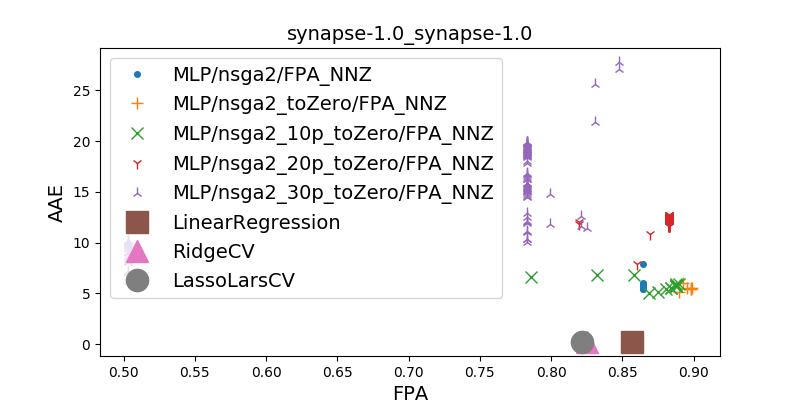 synapse-1.0_synapse-1.0
MLP/nsga2/FPA_NNZ
MLP/nsga2_toZero/FPA_NNZ
MLP/nsga2_10p_toZero/FPA_NNZ
MLP/nsga2_20p_toZero/FPA_NNZ
MLP/nsga2_30p_toZero/FPA_NNZ
LinearRegression
RidgeCV
LassoLarsCV
AAE
25
20
15
10
5
0
0.50 0.55 0.60 0.65 0.70 0.75 0.80 0.85 0.90
FPA